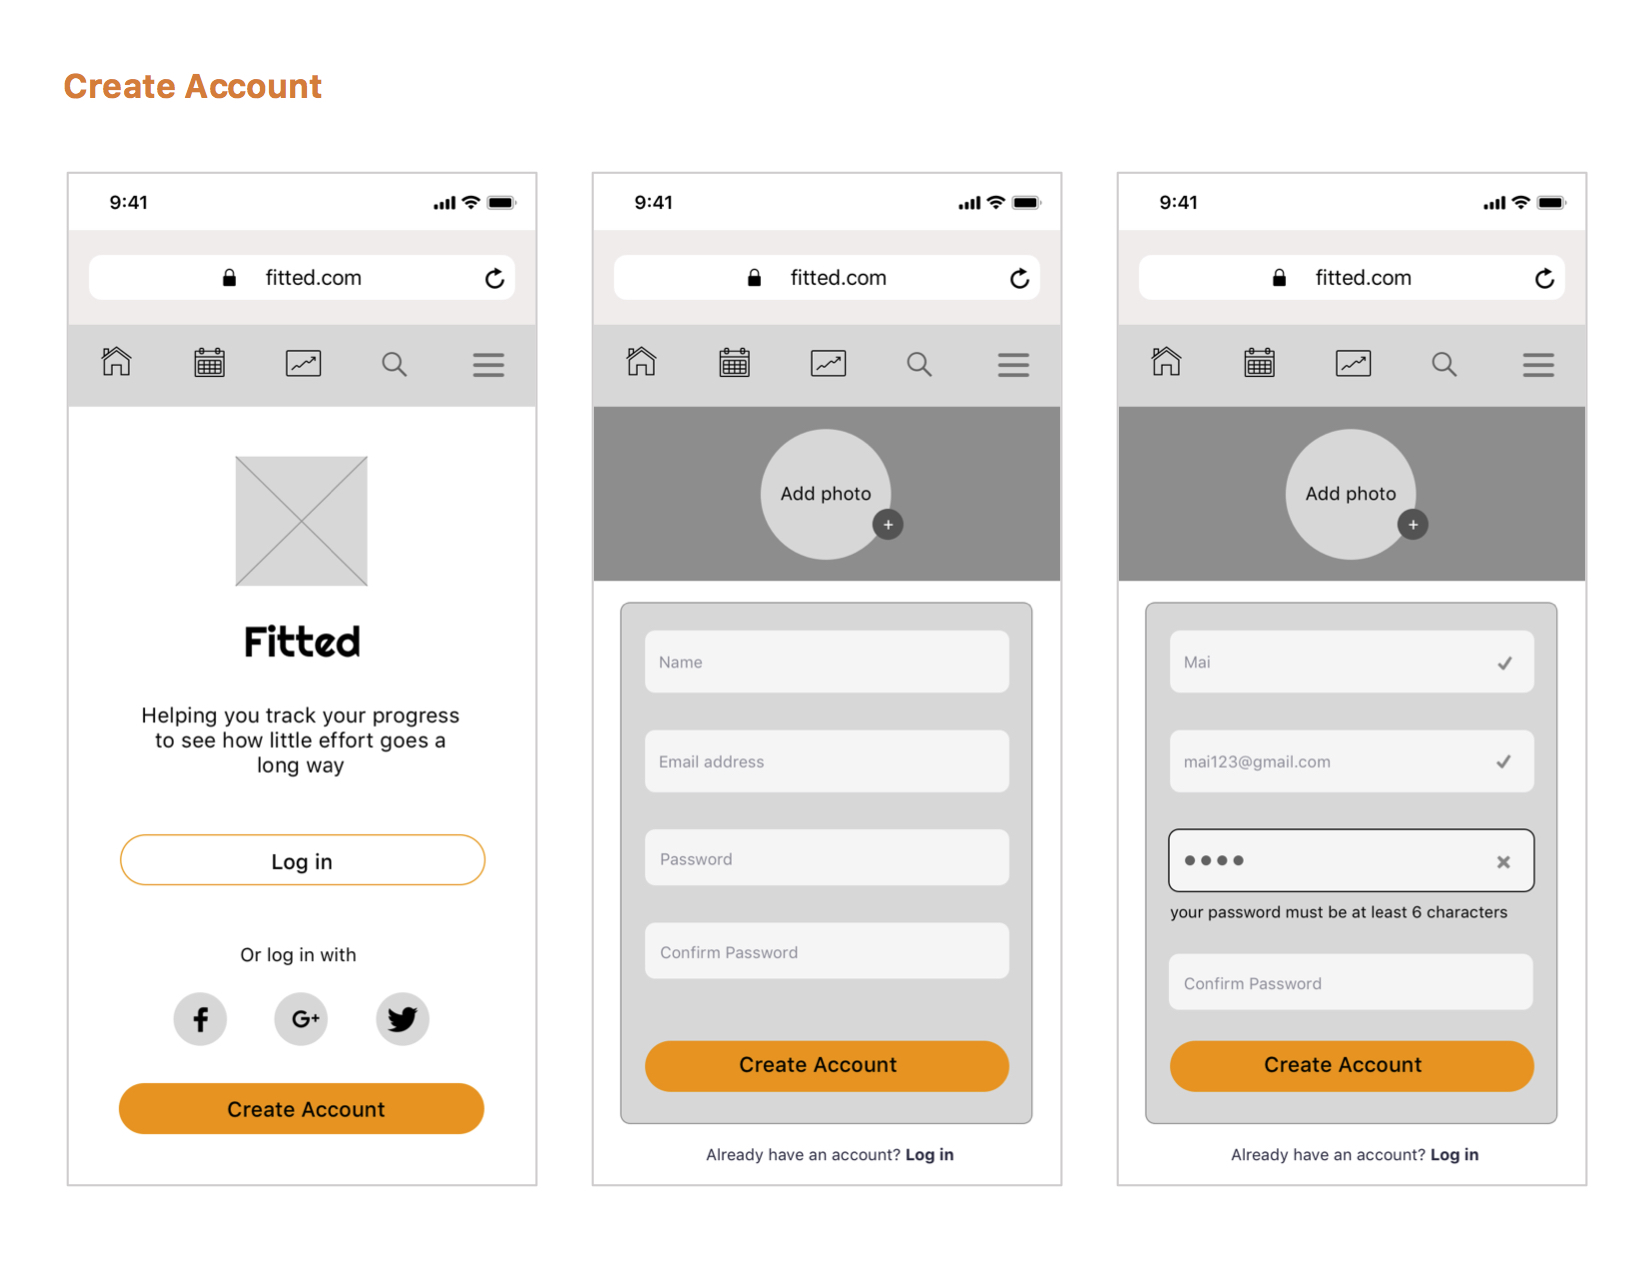 Create Account
9:41
fitted.com
Fitted
Helping you track your progress
to see how little effort goes a
long way
Log in
Or log in with
f
G+
Create Account
9:41
fitted.com
Add photo
+
Name
Email address
Password
Confirm Password
Create Account
Already have an account? Log in
9:41
fitted.com
Add photo
+
Mai
mai123@gmail.com
your password must be at least 6 characters
Confirm Password
Create Account
Already have an account? Log in